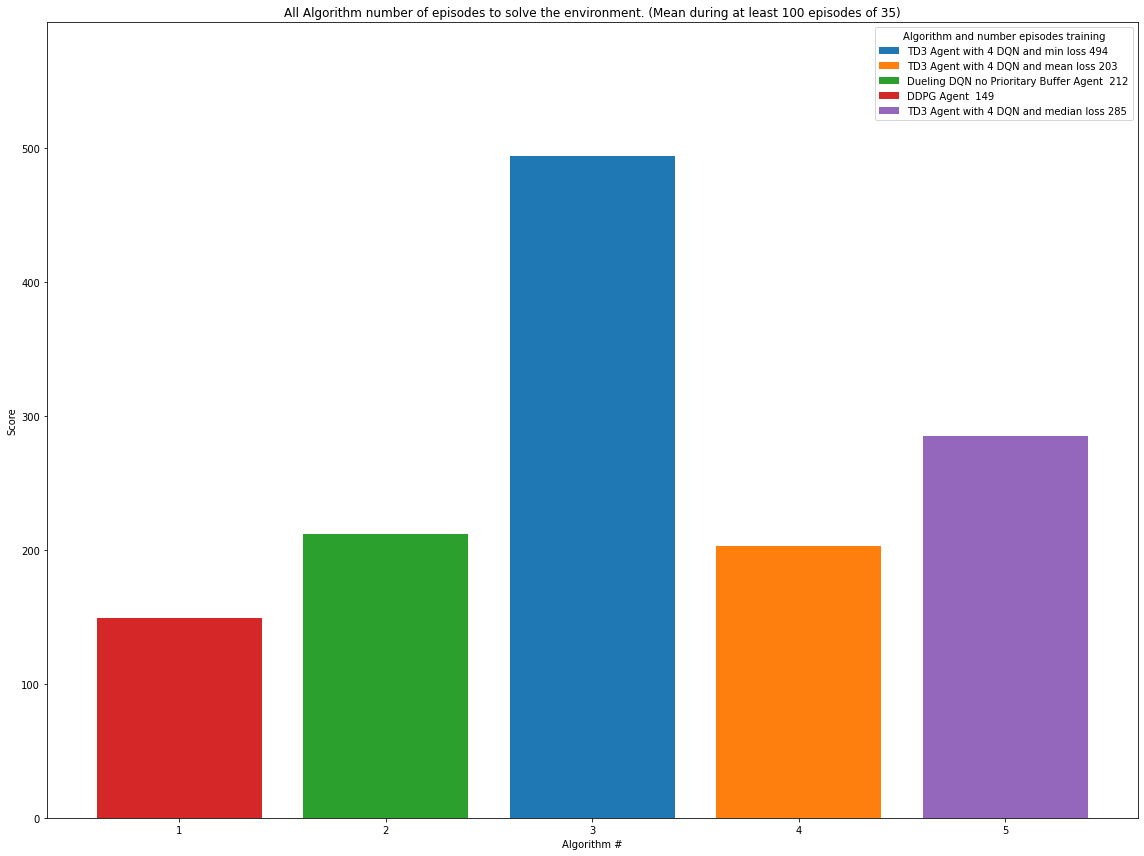 All Algorithm number of episodes to solve the environment. (Mean during at least 100 episodes of 35)
Algorithm and number episodes training
TD3 Agent with 4 DQN and min loss 494
TD3 Agent with 4 DQN and mean loss 203
Dueling DQN no Prioritary Buffer Agent  212
DDPG Agent  149
TD3 Agent with 4 DQN and median loss 285
500
400
300
200
100
0
Score
1 2 3 4 5
Algorithm #